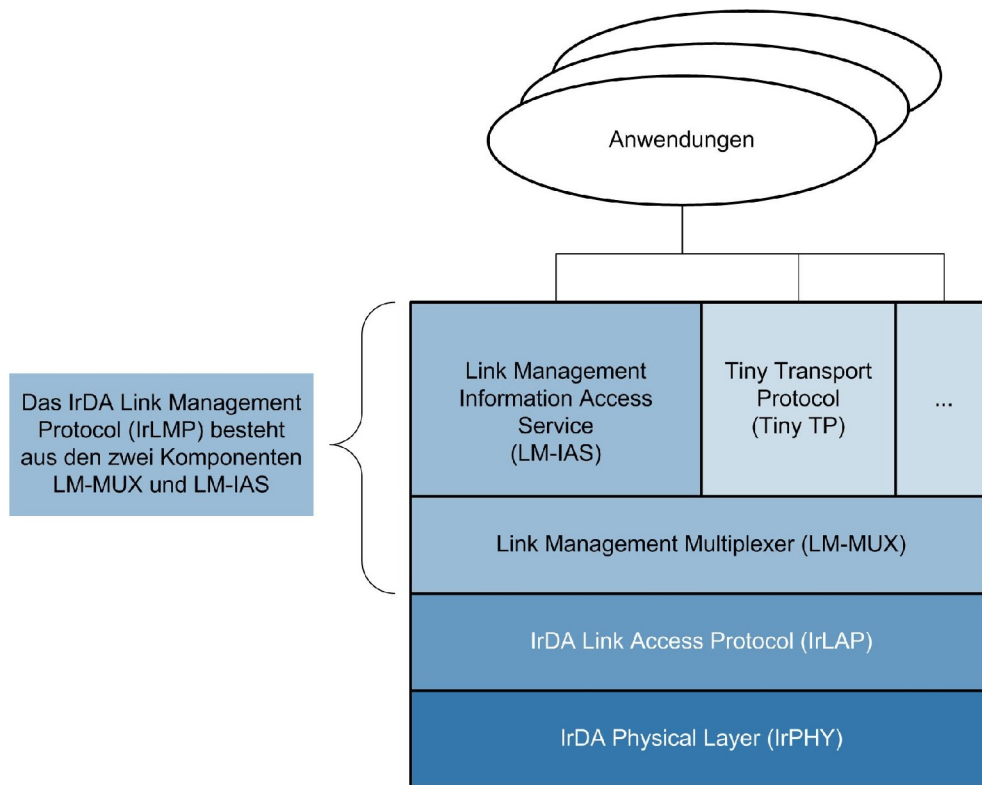 Anwendungen
Das IrDA Link Management
Protocol (IrLMP) besteht
aus den zwei Komponenten
LM-MUX und LM-IAS
Link Management
Information Access
Service
(LM-IAS)
Tiny Transport
Protocol
(Tiny TP)
...
Link Management Multiplexer (LM-MUX)
IrDA Link Access Protocol (IrLAP)
IrDA Physical Layer (IrPHY)